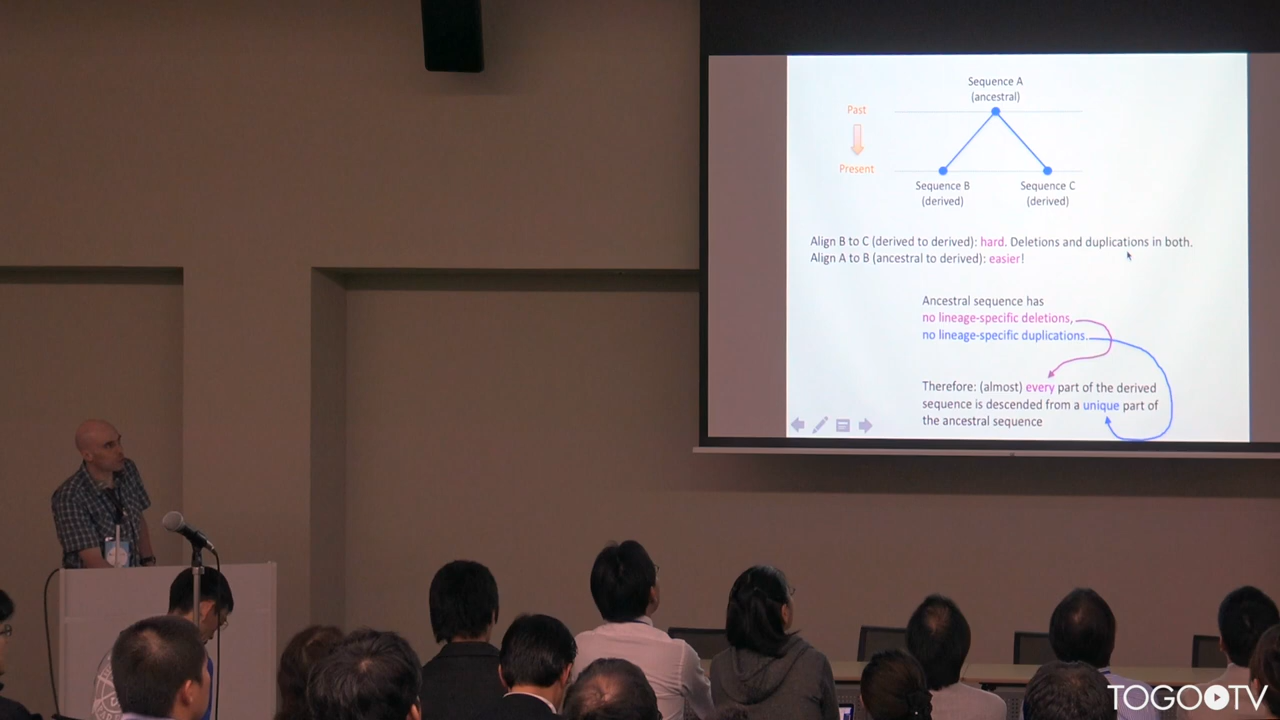 Sequence A
(ancestral)
Past
Present
Sequence B
(derived)
Sequence C
(derived)
Align B to C (derived to derived): hard. Deletions and duplications in both.
Align A to B (ancestral to derived): easier!
Ancestral sequence has
no lineage-specific deletions,
no lineage-specific duplications.
Therefore: (almost) every part of the derived
sequence is descended from a unique part of
the ancestral sequence
TOGOTV